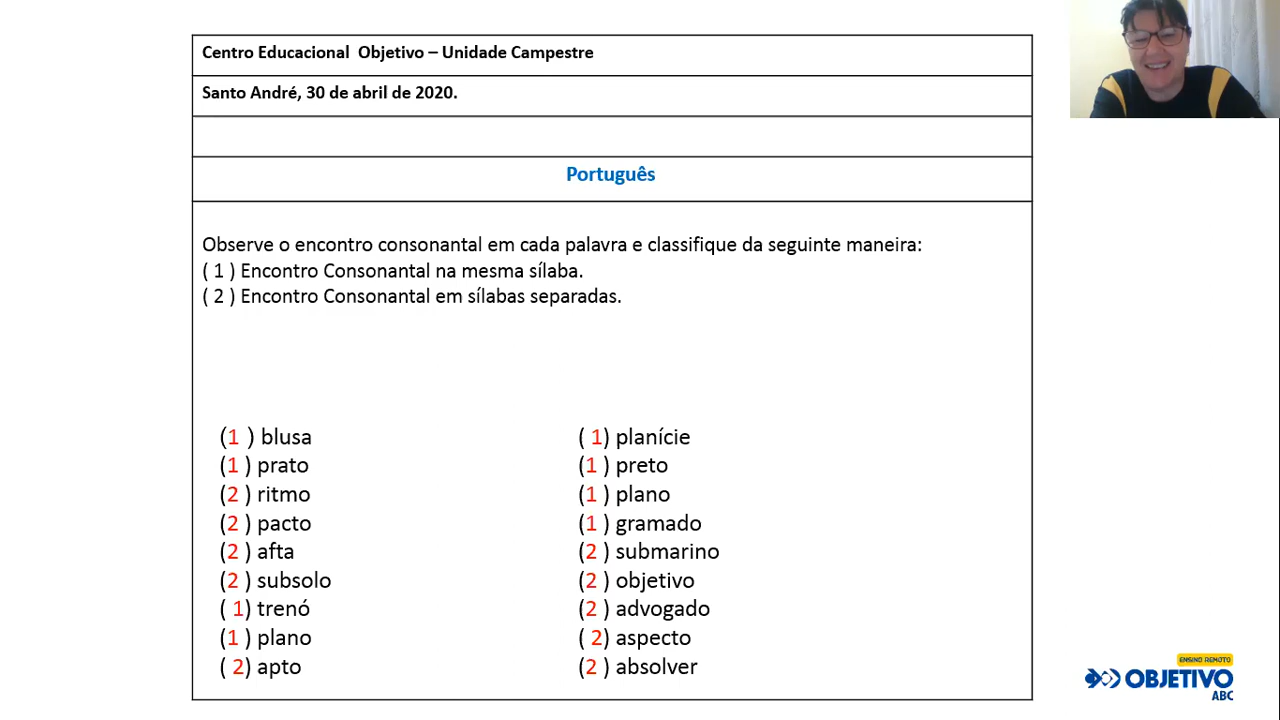 Centro Educacional Objetivo – Unidade Campestre
Santo André, 30 de abril de 2020.
Português
Observe o encontro consonantal em cada palavra e classifique da seguinte maneira:
( 1 ) Encontro Consonantal na mesma sílaba.
( 2 ) Encontro Consonantal em sílabas separadas.
(1 ) blusa
(1 ) prato
(2 ) ritmo
(2 ) pacto
(2 ) afta
(2 ) subsolo
( 1) trenó
(1 ) plano
( 2) apto
( 1) planície
(1 ) preto
(1 ) plano
(1 ) gramado
(2 ) submarino
(2 ) objetivo
(2 ) advogado
( 2) aspecto
(2 ) absolver
ENSINO REMOTO
OBJETIVO
ABC